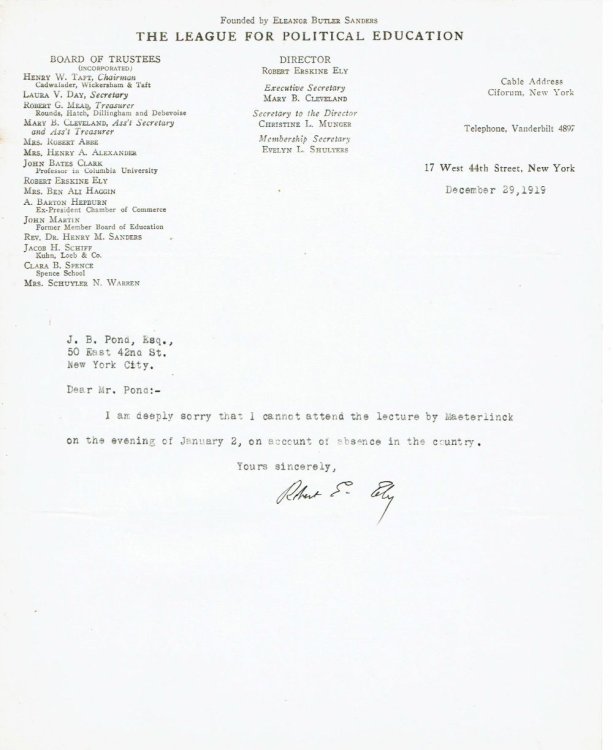 Founded by Eleanor Butler Sanders
THE LEAGUE FOR POLITICAL EDUCATION
BOARD OF TRUSTEES
(INCORPORATED)
Henry W. Taft, Chairman
Cadwalader, Wickersham & Taft
Laura V. Day, Secretary
Robert G. Mead, Treasurer
Rounds, Hatch, Dillingham and Debevoise
Mary B. Cleveland, Ass't Secretary
and Ass't Treasurer
Mrs. Robert Abbe
Mrs. Henry A. Alexander
John Bates Clark
Professor in Columbia University
Robert Erskine Ely
Mrs. Ben Ali Haggin
A. Barton Hepburn
Ex-President Chamber of Commerce
John Martin
Former Member Board of Education
Rev. Dr. Henry M. Sanders
Jacob H. Schiff
Kuhn, Loeb & Co.
Clara B. Spence
Spence School
Mrs. Schuyler N. Warren
DIRECTOR
Robert Erskine Ely
Executive Secretary
Mary B. Cleveland
Secretary to the Director
Christine L. Munger
Membership Secretary
Evelyn L. Shulters
Cable Address
Ciforum, New York
Telephone, Vanderbilt 4897
17 West 44th Street, New York
December 29,1919
J. B. Pond, Esq.,
50 East 42nd St.
New York City.
Dear Mr. Pond:-
I am deeply sorry that I cannot attend the lecture by Maeterlinck
on the evening of January 2, on account of absence in the country.
Yours sincerely,
Robert E. Ely